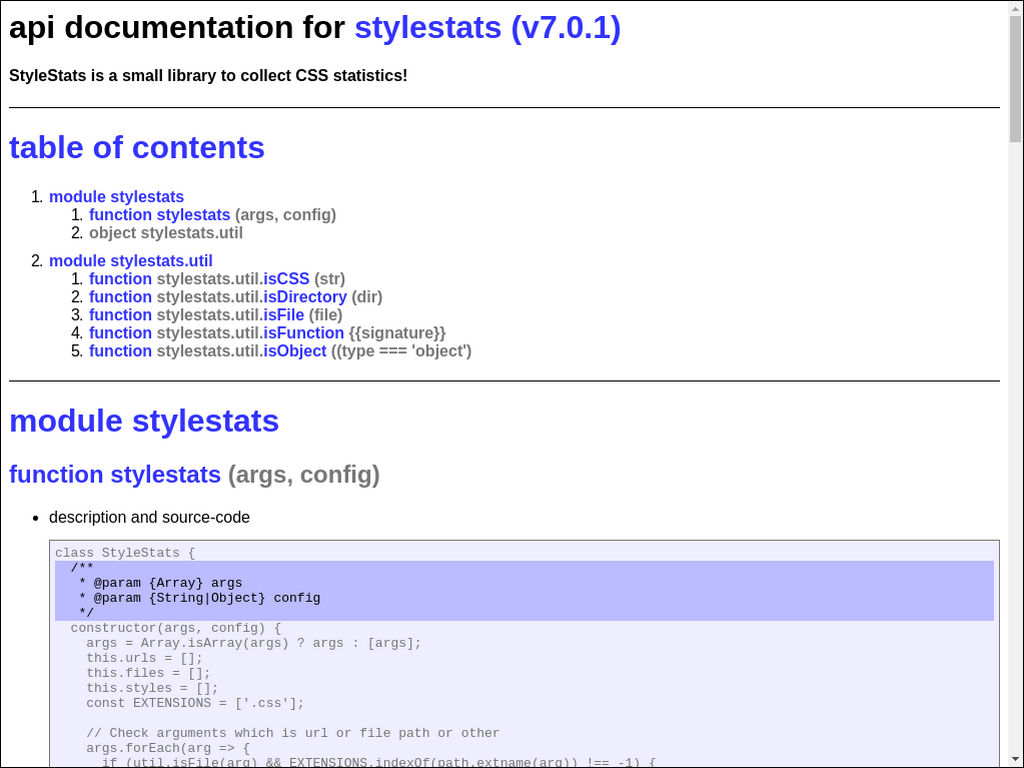 api documentation for stylestats (v7.0.1)
StyleStats is a small library to collect CSS statistics!
table of contents
1. module stylestats
1. function stylestats (args, config)
2. object stylestats.util
2. module stylestats.util
1. function stylestats.util.isCSS (str)
2. function stylestats.util.isDirectory (dir)
3. function stylestats.util.isFile (file)
4. function stylestats.util.isFunction {{signature}}
5. function stylestats.util.isObject ((type === 'object')
module stylestats
function stylestats (args, config)
• description and source-code
class StyleStats {
/**
* @param {Array} args
* @param {String|Object} config
*/
constructor(args, config) {
args = Array.isArray(args) ? args : [args];
this.urls = [];
this.files = [];
this.styles = [];
const EXTENSIONS = ['.css'];
// Check arguments which is url or file path or other
args.forEach(arg => {
if (util.isFile(arg) && EXTENSIONS.indexOf(path.extname(arg)) !== -1) {